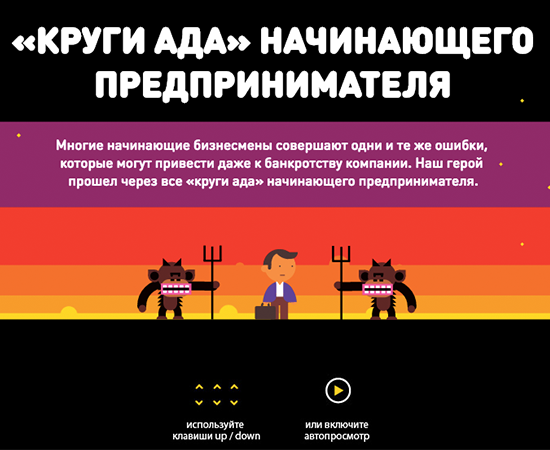 «КРУГИ АДА» НАЧИНАЮЩЕГО
ПРЕДПРИНИМАТЕЛЯ
Многие начинающие бизнесмены совершают одни и те же ошибки,
которые могут привести даже к банкротству компании. Наш герой
прошел через все «круги ада» начинающего предпринимателя.
используйте
клавиши up / down
или включите
автопросмотр